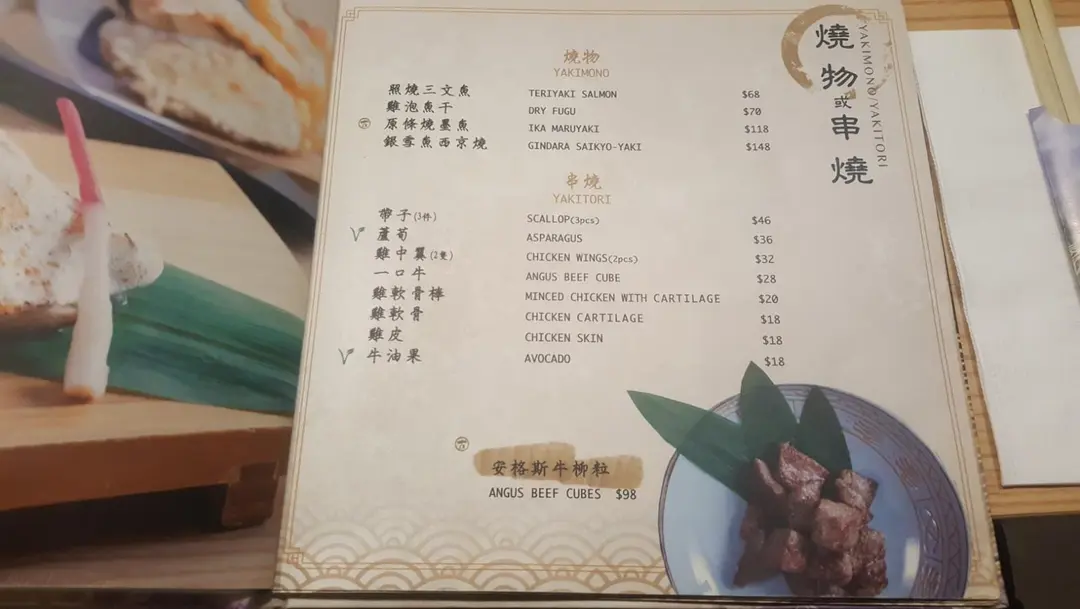 燒物或串燒
YAKIMONO/YAKITORI
燒物
YAKIMONO
照燒三文魚 TERIYAKI SALMON $68
雞泡魚干 DRY FUGU $70
原條燒墨魚 IKA MARUYAKI $118
銀雪魚西京燒 GINDARA SAIKYO-YAKI $148
串燒
YAKITORI
帶子(3件) SCALLOP(3pcs) $46
蘆筍 ASPARAGUS $36
雞中翼(2隻) CHICKEN WINGS(2pcs) $32
一口牛 ANGUS BEEF CUBE $28
雞軟骨棒 MINCED CHICKEN WITH CARTILAGE $20
雞軟骨 CHICKEN CARTILAGE $18
雞皮 CHICKEN SKIN $18
牛油果 AVOCADO $18
安格斯牛柳粒
ANGUS BEEF CUBES $98